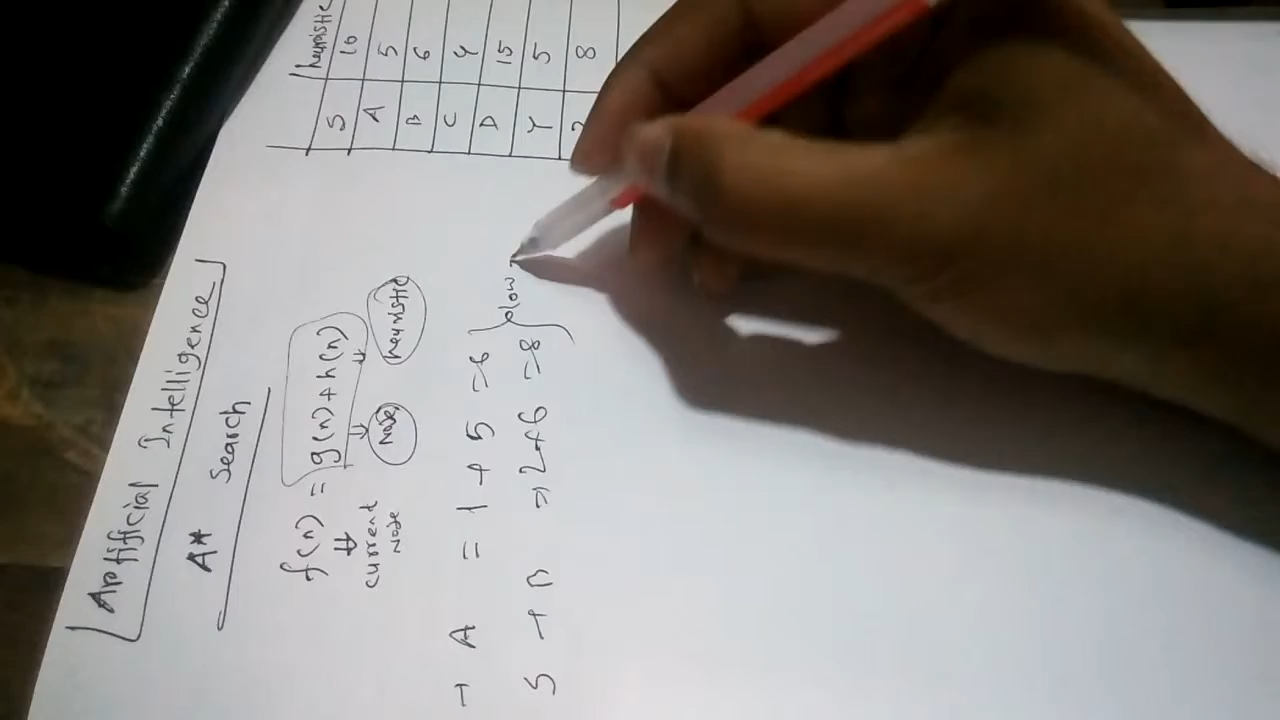 Artificial Intelligence
A* Search
f(n) = g(n) + h(n)
current Node
Node
heuristic
→ A = 1 + 5 = 6
S → B => 2+6 = 8
slow
heuristic
S 10
A 5
B 6
C 4
D 15
Y 5
8